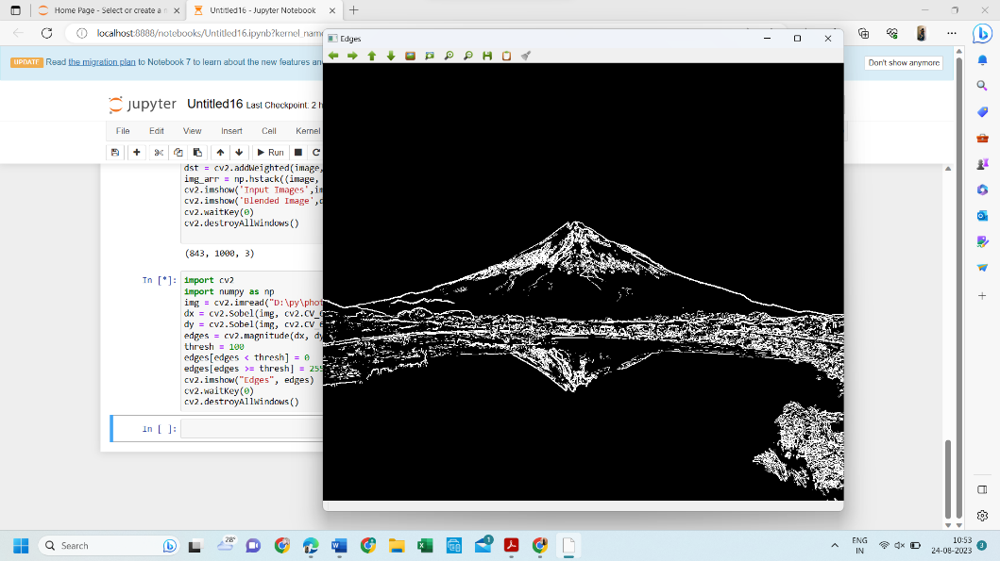 Home Page - Select or create a n
Untitled16 - Jupyter Notebook
localhost:8888/notebooks/Untitled16.ipynb?kernel_name
Edges
UPDATE Read the migration plan to Notebook 7 to learn about the new features an
Don't show anymore
jupyter Untitled16 Last Checkpoint: 2 h
File Edit View Insert Cell Kernel
Run
dst = cv2.addWeighted(image,
img_arr = np.hstack((image,
cv2.imshow('Input Images',im
cv2.imshow('Blended Image',d
cv2.waitKey(0)
cv2.destroyAllWindows()
(843, 1000, 3)
In [*]: import cv2
import numpy as np
img = cv2.imread("D:\py\phot
dx = cv2.Sobel(img, cv2.CV_6
dy = cv2.Sobel(img, cv2.CV_6
edges = cv2.magnitude(dx, dy
thresh = 100
edges[edges < thresh] = 0
edges[edges >= thresh] = 255
cv2.imshow("Edges", edges)
cv2.waitKey(0)
cv2.destroyAllWindows()
In [ ]:
Search
28°
1
ENG
IN
10:53
24-08-2023
3